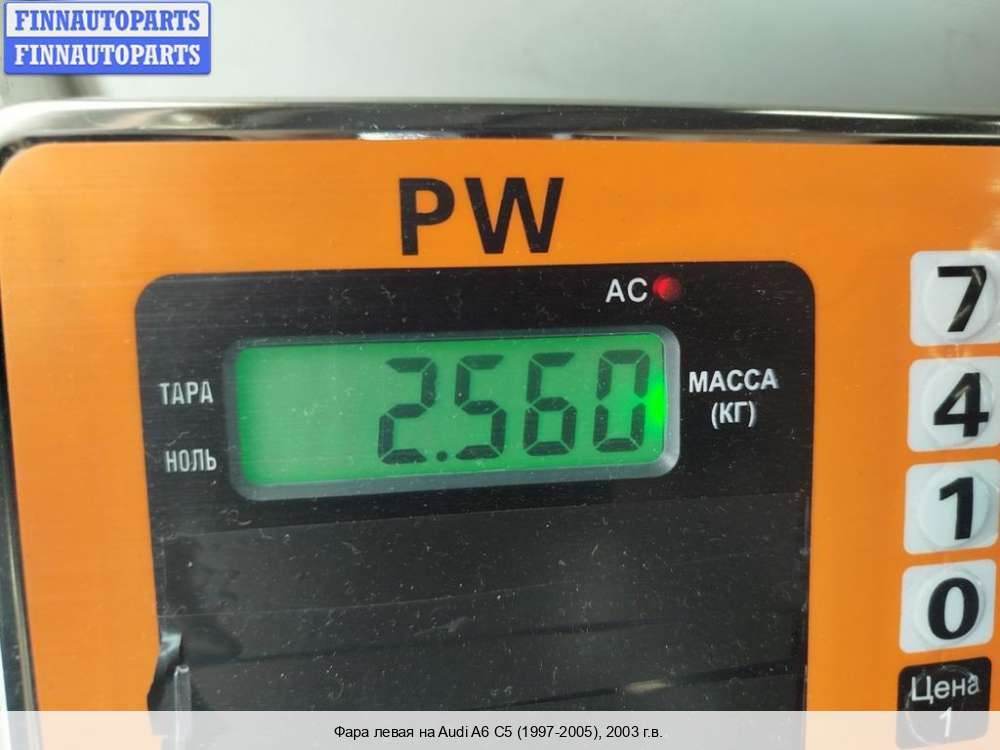 FINNAUTOPARTS
FINNAUTOPARTS
PW
AC
7
ТАРА
2.560
МАССА
(КГ)
4
НОЛЬ
1
0
Цена
1
Фара левая на Audi A6 C5 (1997-2005), 2003 г.в.